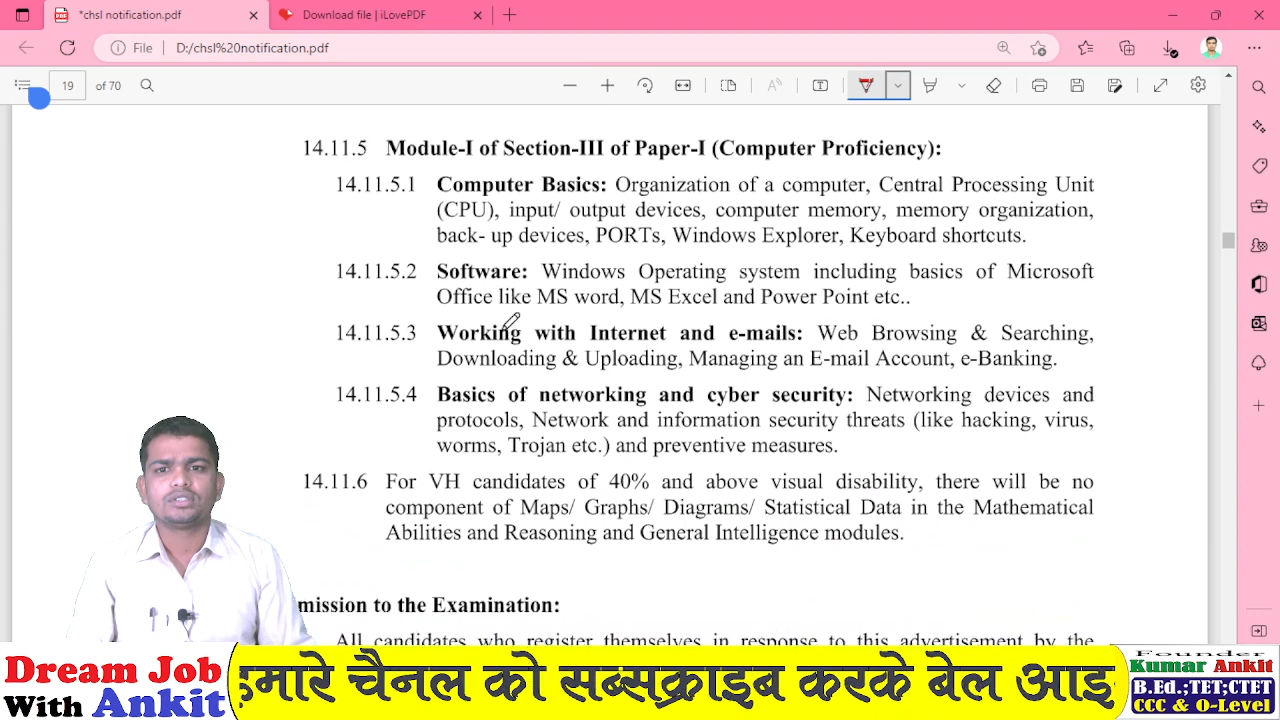 *chsl notification.pdf
Download file | iLovePDF
File D:/chsl%20notification.pdf
19 of 70
14.11.5 Module-I of Section-III of Paper-I (Computer Proficiency):
14.11.5.1 Computer Basics: Organization of a computer, Central Processing Unit
(CPU), input/ output devices, computer memory, memory organization,
back- up devices, PORTs, Windows Explorer, Keyboard shortcuts.
14.11.5.2 Software: Windows Operating system including basics of Microsoft
Office like MS word, MS Excel and Power Point etc..
14.11.5.3 Working with Internet and e-mails: Web Browsing & Searching,
Downloading & Uploading, Managing an E-mail Account, e-Banking.
14.11.5.4 Basics of networking and cyber security: Networking devices and
protocols, Network and information security threats (like hacking, virus,
worms, Trojan etc.) and preventive measures.
14.11.6 For VH candidates of 40% and above visual disability, there will be no
component of Maps/ Graphs/ Diagrams/ Statistical Data in the Mathematical
Abilities and Reasoning and General Intelligence modules.
mission to the Examination:
All candidates who register themselves in response to this advertisement by the
Dream Job
With Ankit
हमारे चैनल को सब्सक्राइब करके बेल आइ
Founder
Kumar Ankit
B.Ed.;TET;CTET
CCC & O-Level